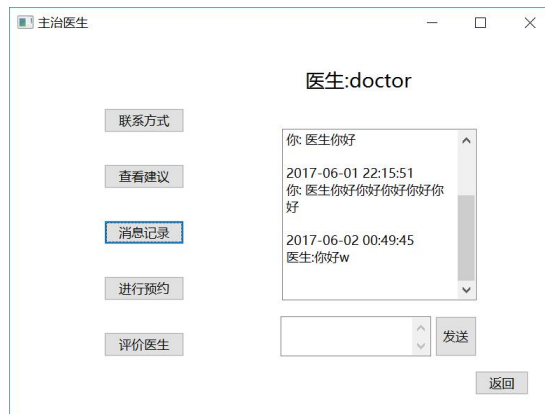 主治医生
医生:doctor
联系方式
查看建议
消息记录
进行预约
评价医生
你: 医生你好
2017-06-01 22:15:51
你: 医生你好你好你好你好你
好
2017-06-02 00:49:45
医生:你好w
发送
返回